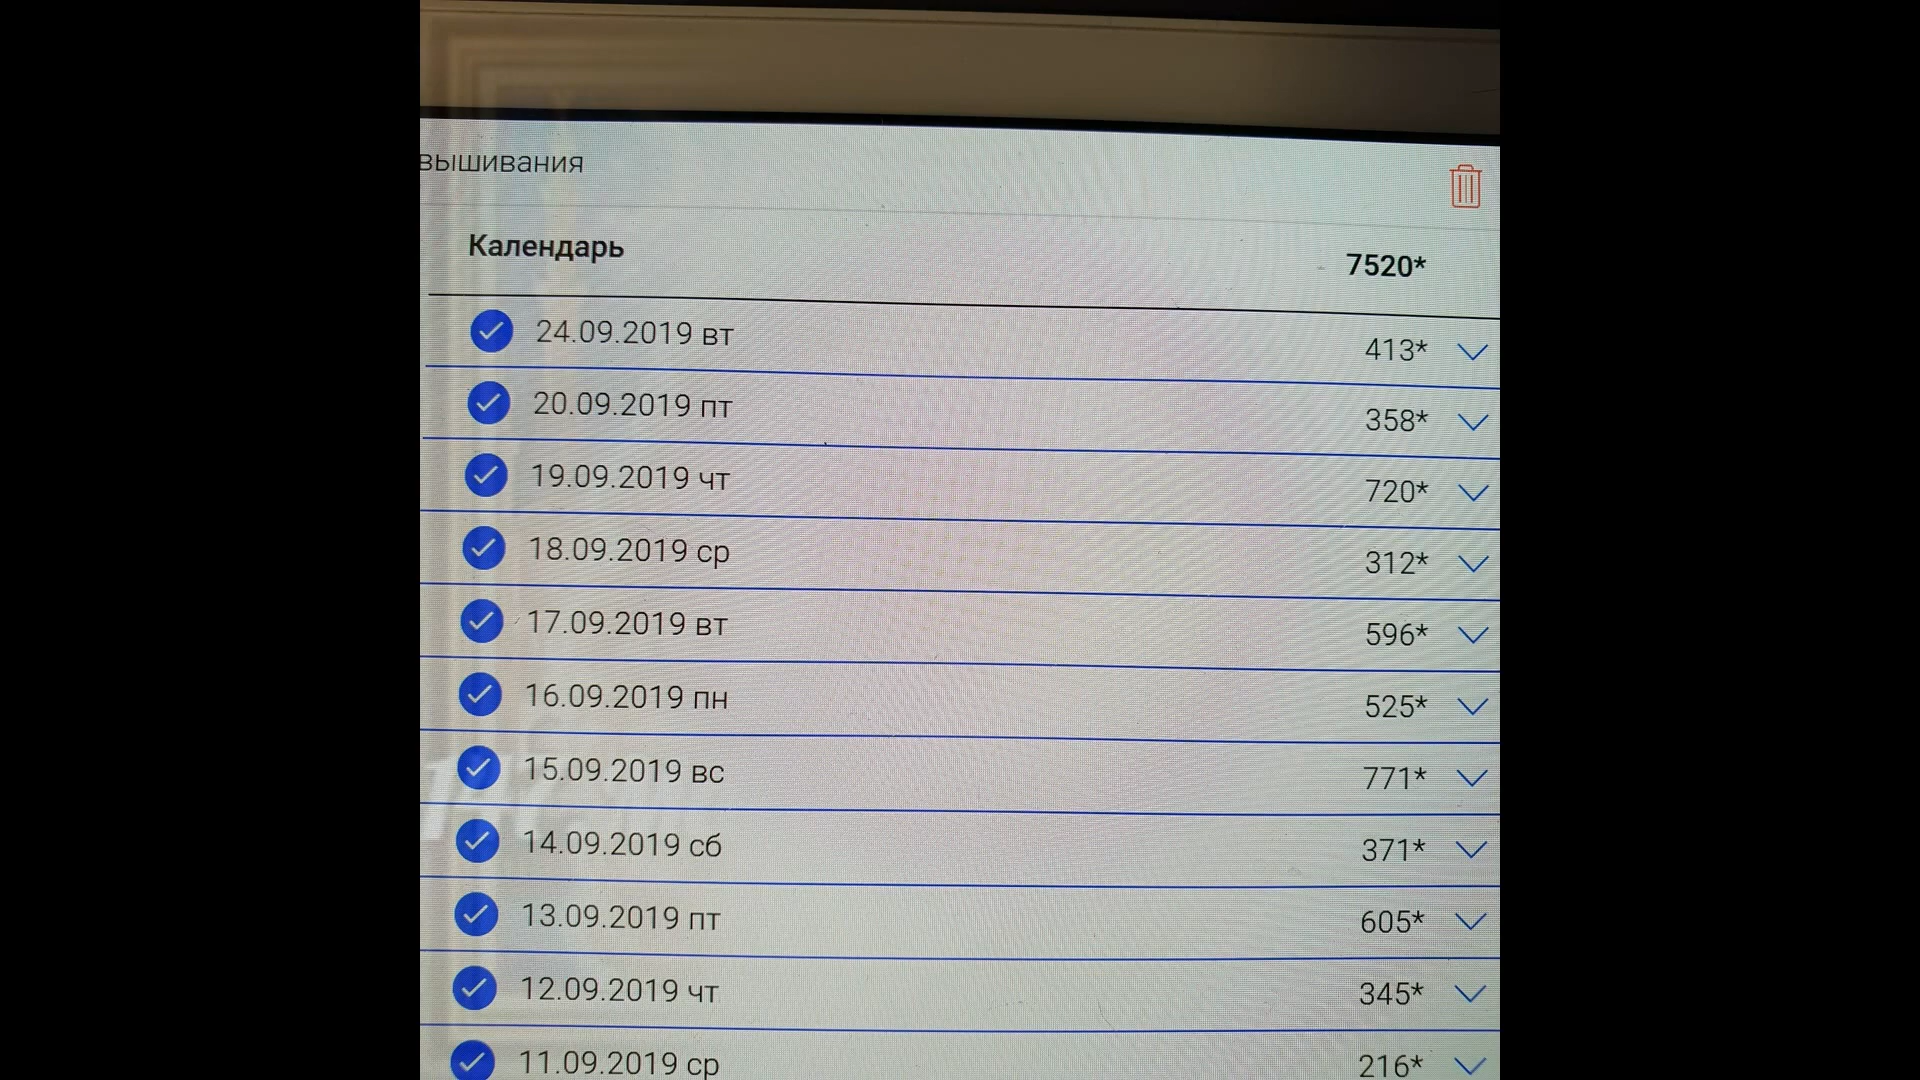 вышивания
Календарь 7520*
24.09.2019 вт 413*
20.09.2019 пт 358*
19.09.2019 чт 720*
18.09.2019 ср 312*
17.09.2019 вт 596*
16.09.2019 пн 525*
15.09.2019 вс 771*
14.09.2019 сб 371*
13.09.2019 пт 605*
12.09.2019 чт 345*
11.09.2019 ср 216*